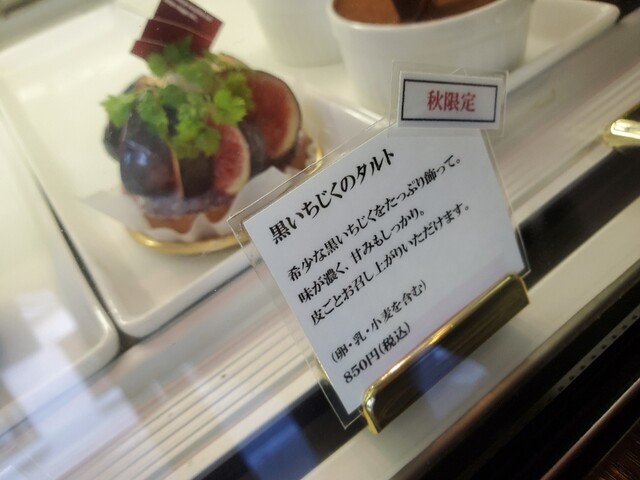 秋限定
黒いちじくのタルト
希少な黒いちじくをたっぷり飾って。
味が濃く、甘みもしっかり。
皮ごとお召し上がりいただけます。
(卵・乳・小麦を含む)
850円(税込)